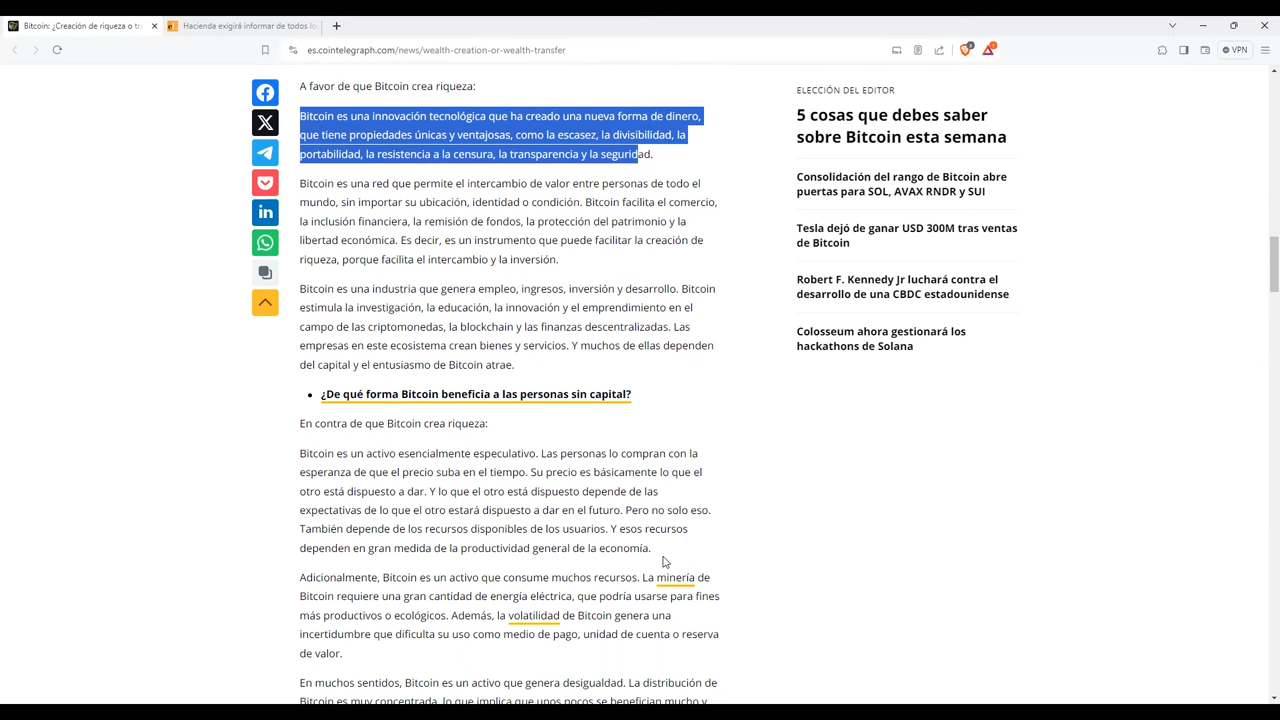 Bitcoin: ¿Creación de riqueza o tra
Hacienda exigirá informar de todos lo
es.cointelegraph.com/news/wealth-creation-or-wealth-transfer
VPN
A favor de que Bitcoin crea riqueza:
Bitcoin es una innovación tecnológica que ha creado una nueva forma de dinero,
que tiene propiedades únicas y ventajosas, como la escasez, la divisibilidad, la
portabilidad, la resistencia a la censura, la transparencia y la seguridad.
Bitcoin es una red que permite el intercambio de valor entre personas de todo el
mundo, sin importar su ubicación, identidad o condición. Bitcoin facilita el comercio,
la inclusión financiera, la remisión de fondos, la protección del patrimonio y la
libertad económica. Es decir, es un instrumento que puede facilitar la creación de
riqueza, porque facilita el intercambio y la inversión.
Bitcoin es una industria que genera empleo, ingresos, inversión y desarrollo. Bitcoin
estimula la investigación, la educación, la innovación y el emprendimiento en el
campo de las criptomonedas, la blockchain y las finanzas descentralizadas. Las
empresas en este ecosistema crean bienes y servicios. Y muchos de ellas dependen
del capital y el entusiasmo de Bitcoin atrae.
• ¿De qué forma Bitcoin beneficia a las personas sin capital?
En contra de que Bitcoin crea riqueza:
Bitcoin es un activo esencialmente especulativo. Las personas lo compran con la
esperanza de que el precio suba en el tiempo. Su precio es básicamente lo que el
otro está dispuesto a dar. Y lo que el otro está dispuesto depende de las
expectativas de lo que el otro estará dispuesto a dar en el futuro. Pero no solo eso.
También depende de los recursos disponibles de los usuarios. Y esos recursos
dependen en gran medida de la productividad general de la economía.
Adicionalmente, Bitcoin es un activo que consume muchos recursos. La minería de
Bitcoin requiere una gran cantidad de energía eléctrica, que podría usarse para fines
más productivos o ecológicos. Además, la volatilidad de Bitcoin genera una
incertidumbre que dificulta su uso como medio de pago, unidad de cuenta o reserva
de valor.
En muchos sentidos, Bitcoin es un activo que genera desigualdad. La distribución de
Bitcoin es muy concentrada, lo que implica que unos pocos se benefician mucho y
ELECCIÓN DEL EDITOR
5 cosas que debes saber
sobre Bitcoin esta semana
Consolidación del rango de Bitcoin abre
puertas para SOL, AVAX RNDR y SUI
Tesla dejó de ganar USD 300M tras ventas
de Bitcoin
Robert F. Kennedy Jr luchará contra el
desarrollo de una CBDC estadounidense
Colosseum ahora gestionará los
hackathons de Solana